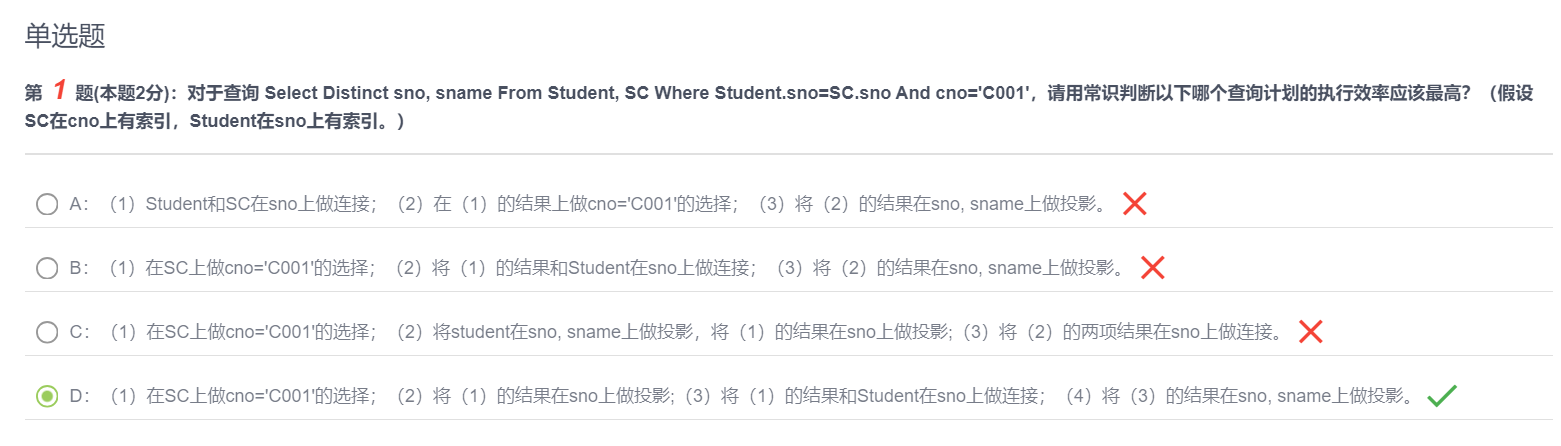 单选题
第 1 题(本题2分)：对于查询 Select Distinct sno, sname From Student, SC Where Student.sno=SC.sno And cno='C001'，请用常识判断以下哪个查询计划的执行效率应该最高？（假设
SC在cno上有索引，Student在sno上有索引。）
A：（1）Student和SC在sno上做连接；（2）在（1）的结果上做cno='C001'的选择；（3）将（2）的结果在sno, sname上做投影。
B：（1）在SC上做cno='C001'的选择；（2）将（1）的结果和Student在sno上做连接；（3）将（2）的结果在sno, sname上做投影。
C：（1）在SC上做cno='C001'的选择；（2）将student在sno, sname上做投影，将（1）的结果在sno上做投影;（3）将（2）的两项结果在sno上做连接。
D：（1）在SC上做cno='C001'的选择；（2）将（1）的结果在sno上做投影;（3）将（1）的结果和Student在sno上做连接；（4）将（3）的结果在sno, sname上做投影。